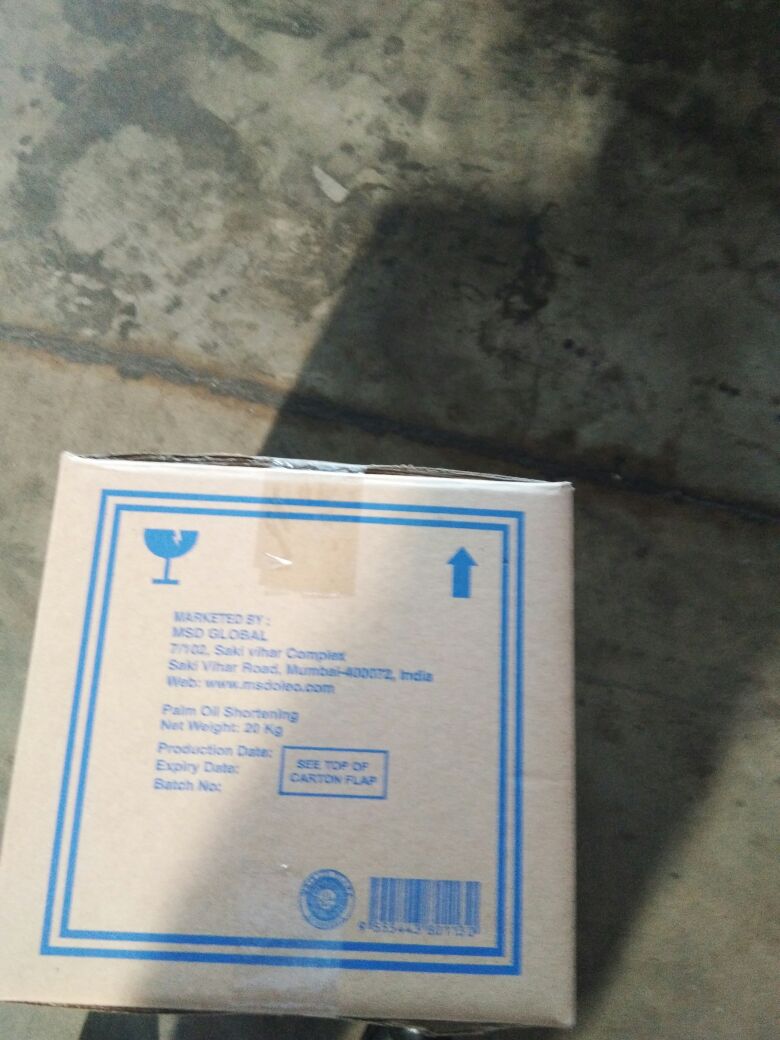 MARKETED BY :
MSD GLOBAL
7/102, Saki vihar Complex
Saki Vihar Road, Mumbai-400072, India
Web: www.msdoleo.com
Palm Oil Shortening
Net Weight: 20 Kg
Production Date:
Expiry Date:
Batch No:
SEE TOP OF
CARTON FLAP